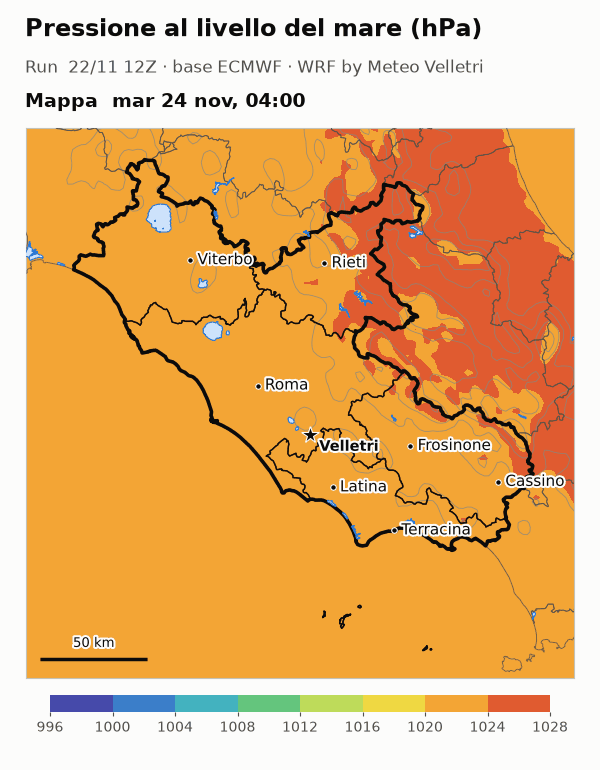 Pressione al livello del mare (hPa)
Run  22/11 12Z · base ECMWF · WRF by Meteo Velletri
Mappa  mar 24 nov, 04:00
Viterbo
Rieti
Roma
Velletri
Frosinone
Latina
Cassino
Terracina
50 km
996 1000 1004 1008 1012 1016 1020 1024 1028